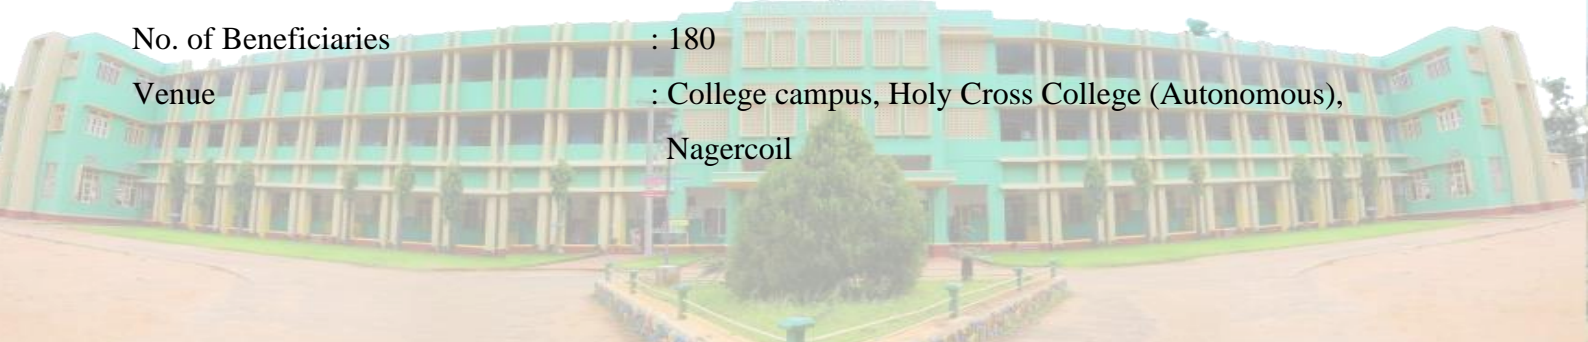 No. of Beneficiaries : 180
Venue : College campus, Holy Cross College (Autonomous),
Nagercoil